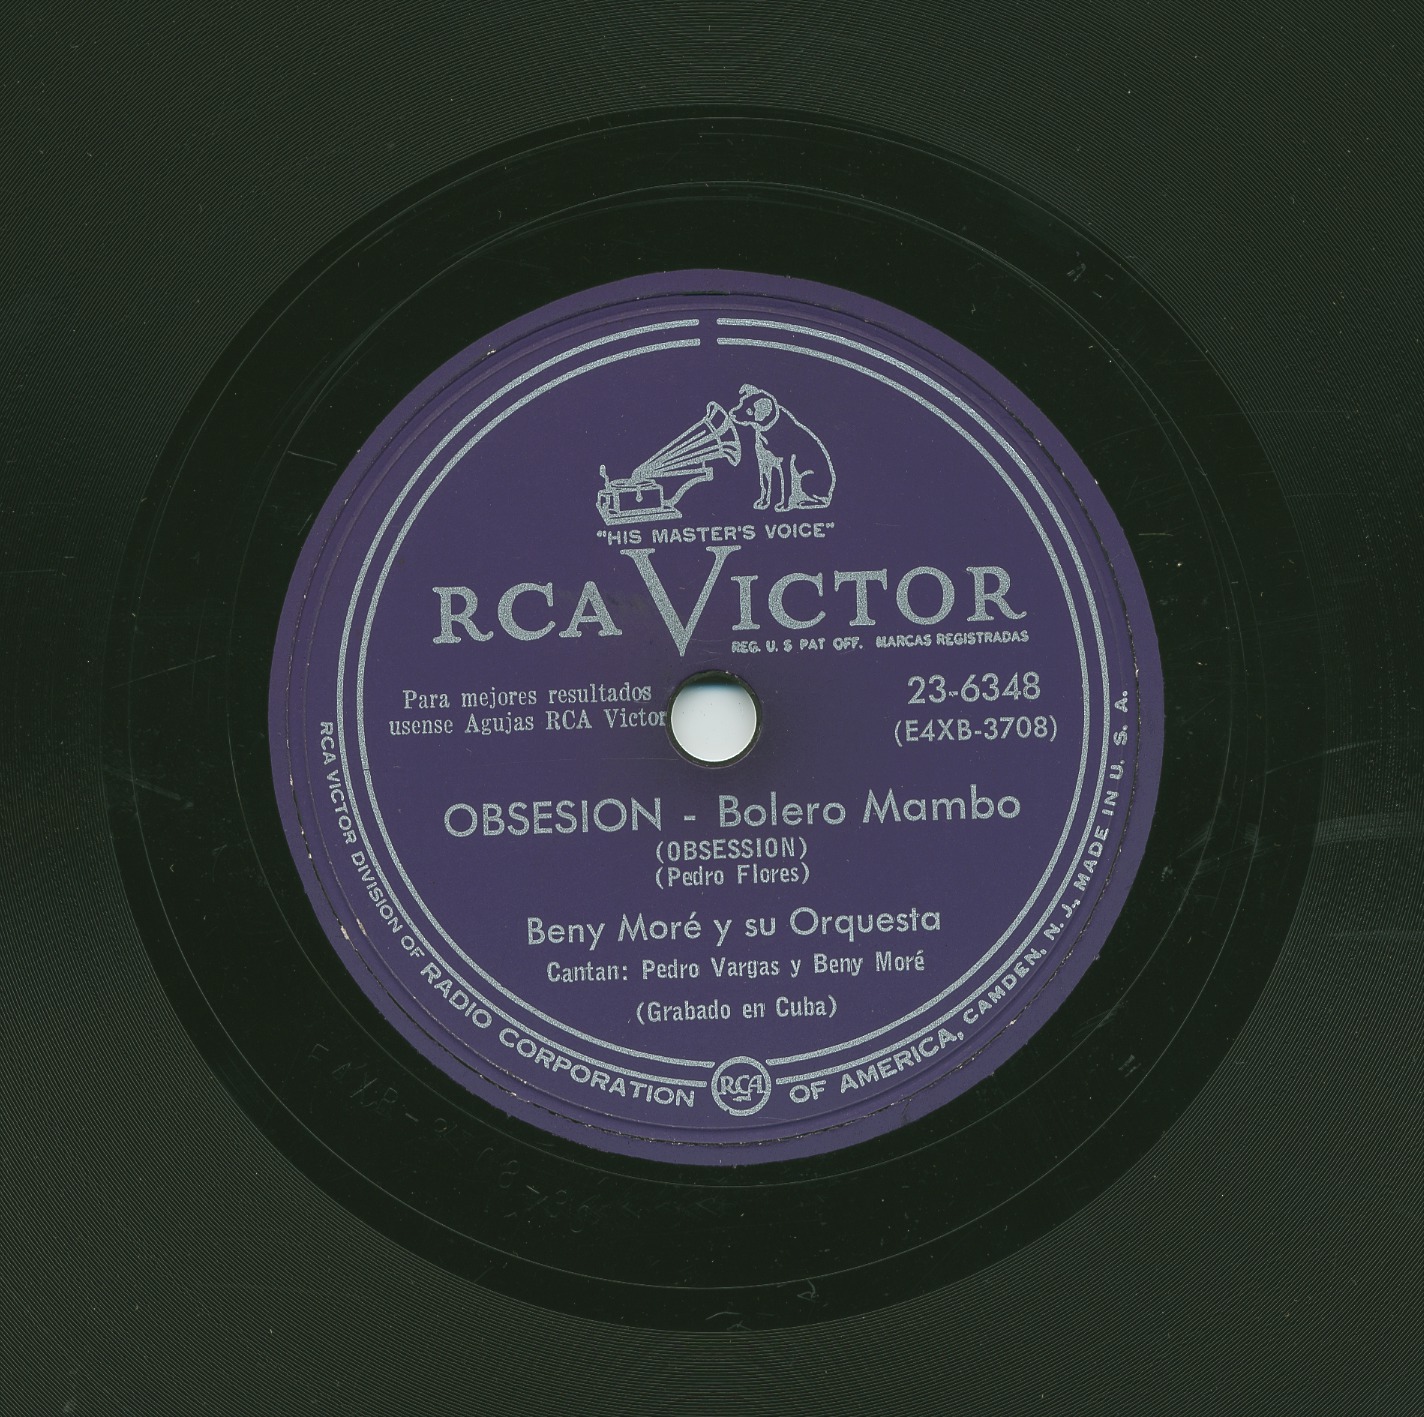 "HIS MASTER'S VOICE"
RCA VICTOR
REG. U. S PAT OFF. MARCAS REGISTRADAS
Para mejores resultados
usense Agujas RCA Victor
23-6348
(E4XB-3708)
OBSESION - Bolero Mambo
(OBSESSION)
(Pedro Flores)
Beny Moré y su Orquesta
Cantan: Pedro Vargas y Beny Moré
(Grabado en Cuba)
RCA VICTOR DIVISION OF RADIO CORPORATION RCA OF AMERICA, CAMDEN, N. J., MADE IN U. S. A.